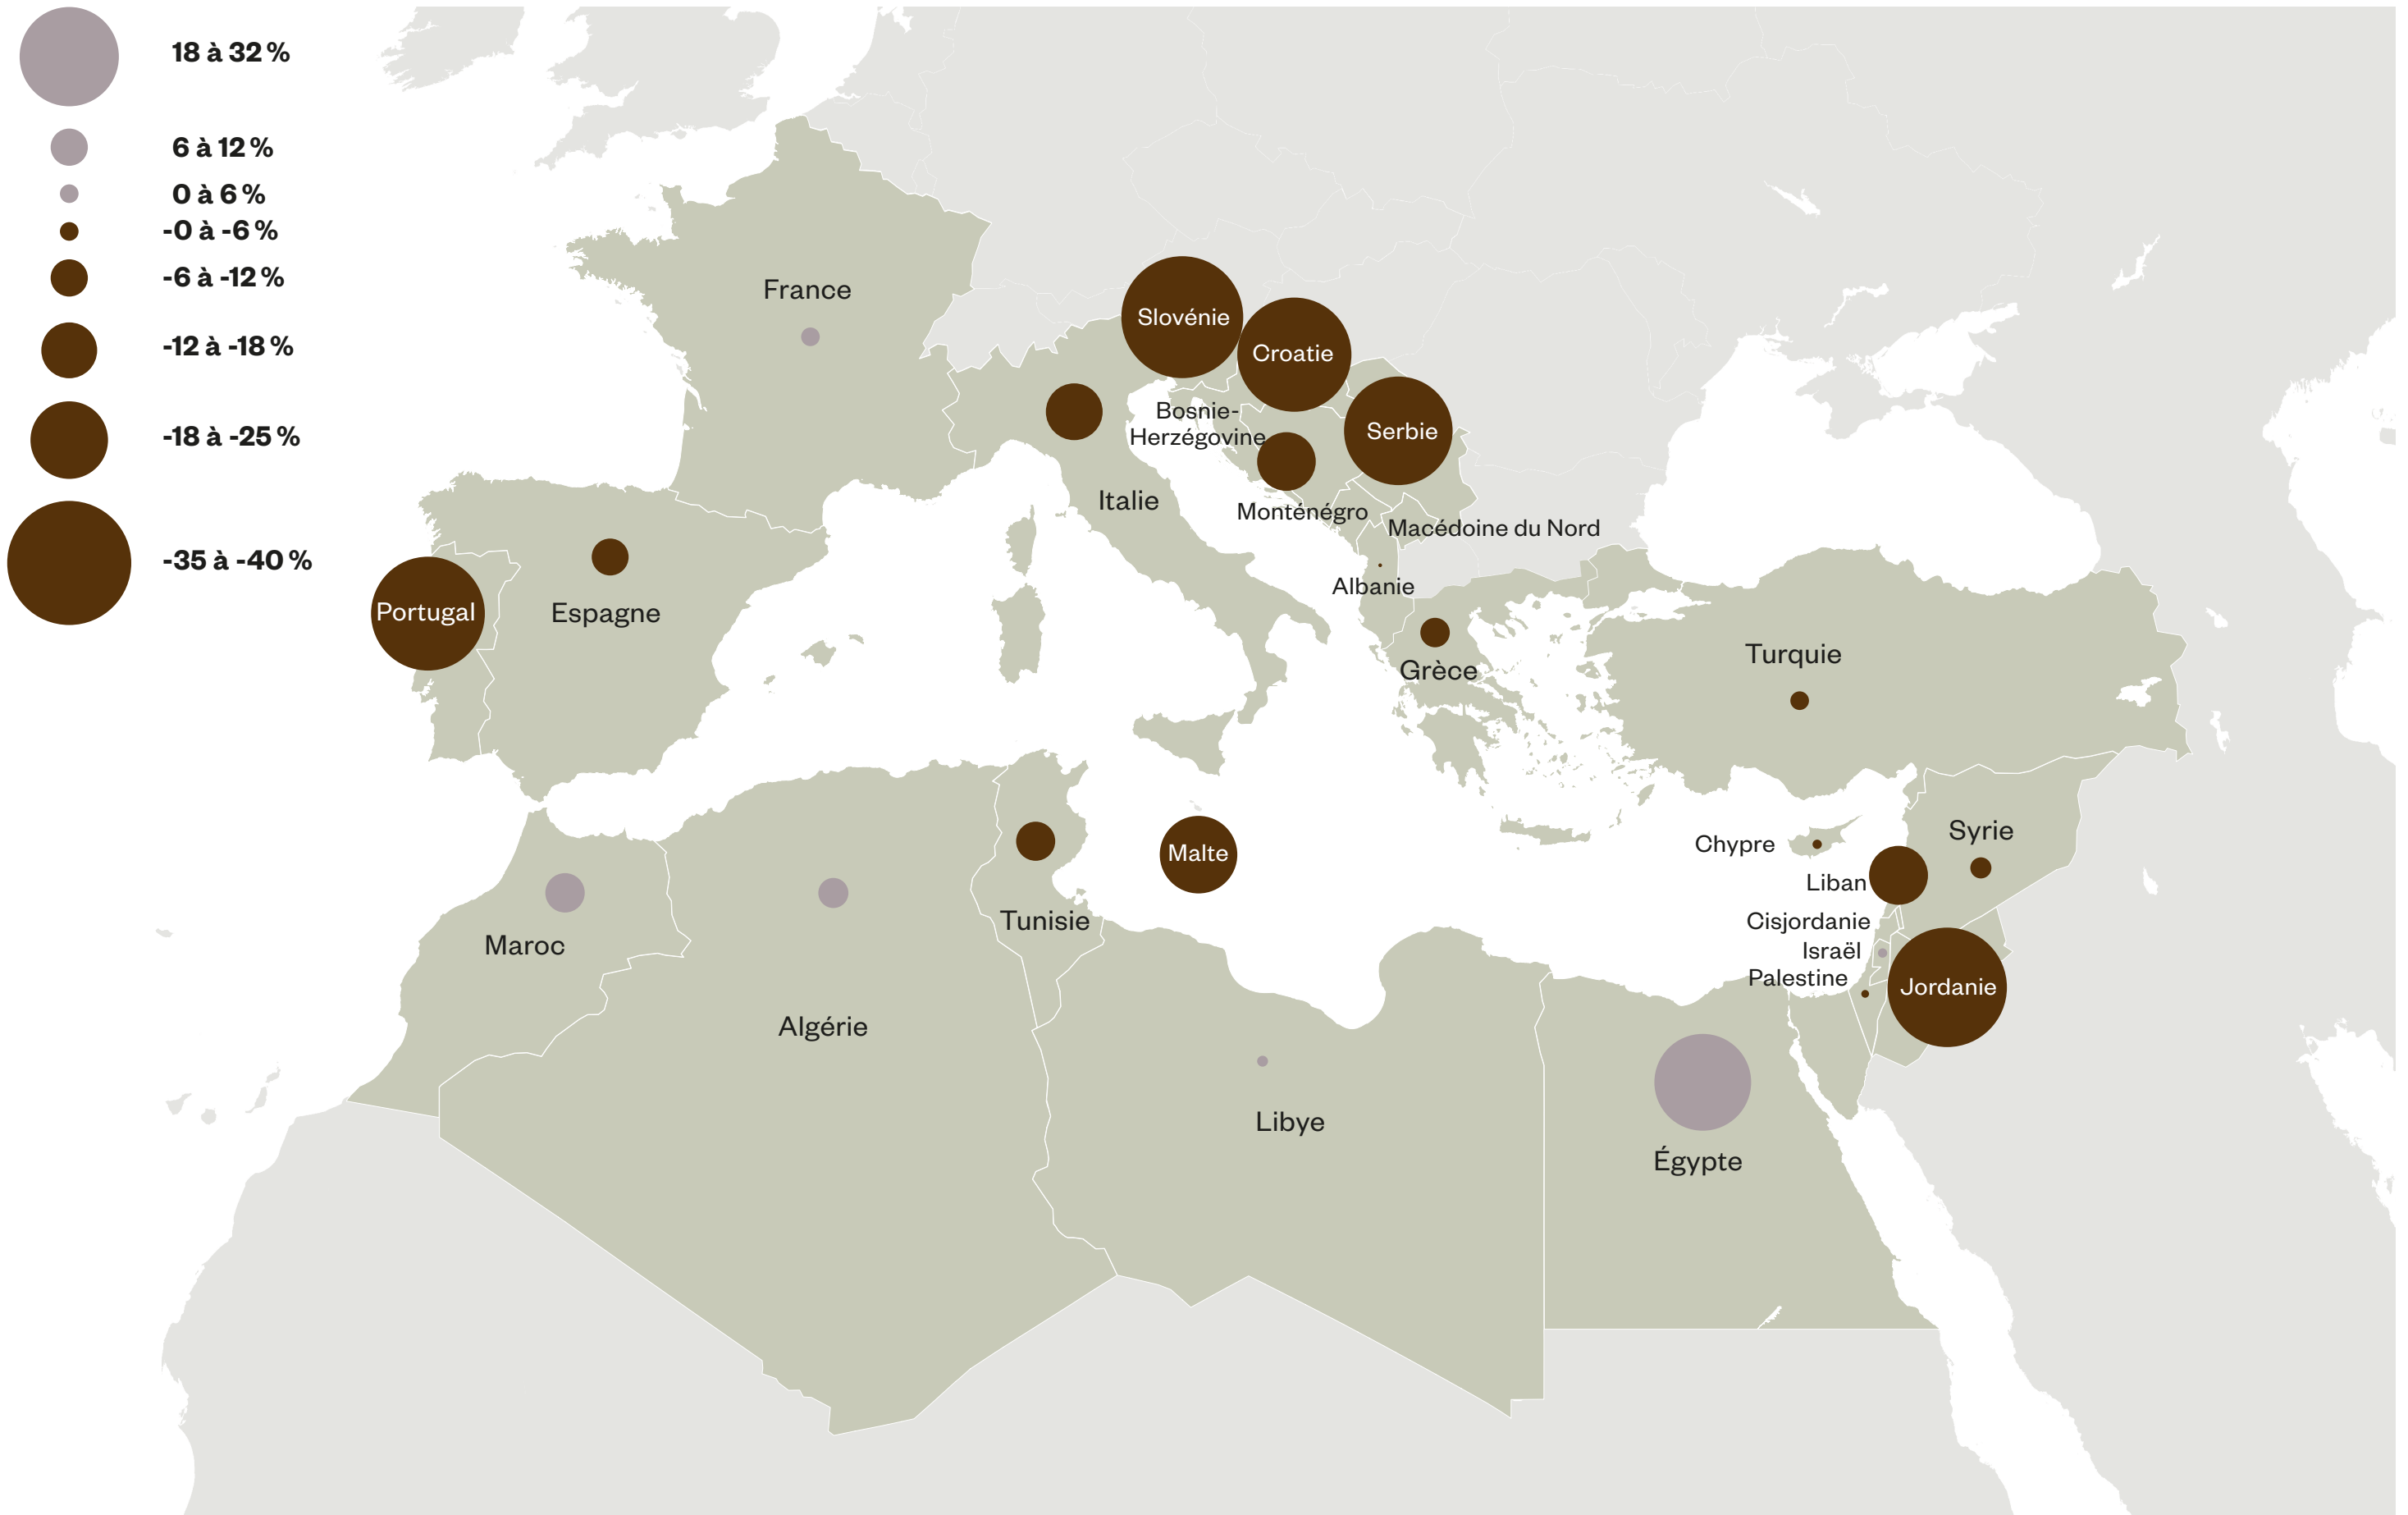 18 à 32 %
6 à 12 %
0 à 6 %
-0 à -6 %
-6 à -12 %
-12 à -18 %
-18 à -25 %
-35 à -40 %
France
Slovénie
Croatie
Bosnie-
Herzégovine
Serbie
Italie
Monténégro
Macédoine du Nord
Albanie
Portugal
Espagne
Grèce
Turquie
Syrie
Chypre
Malte
Liban
Cisjordanie
Israël
Palestine
Jordanie
Tunisie
Maroc
Algérie
Libye
Égypte